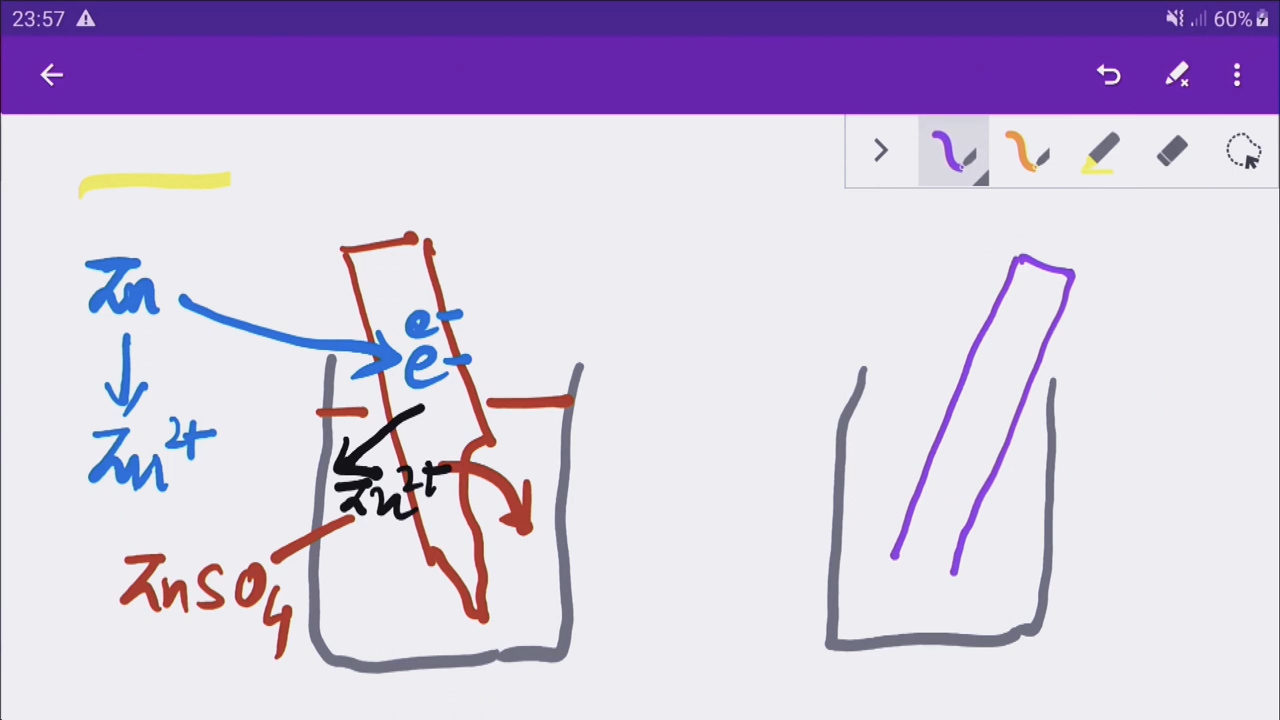 23:57
60%
Zn
e-
e-
Zn2+
Zn2+
ZnSO4